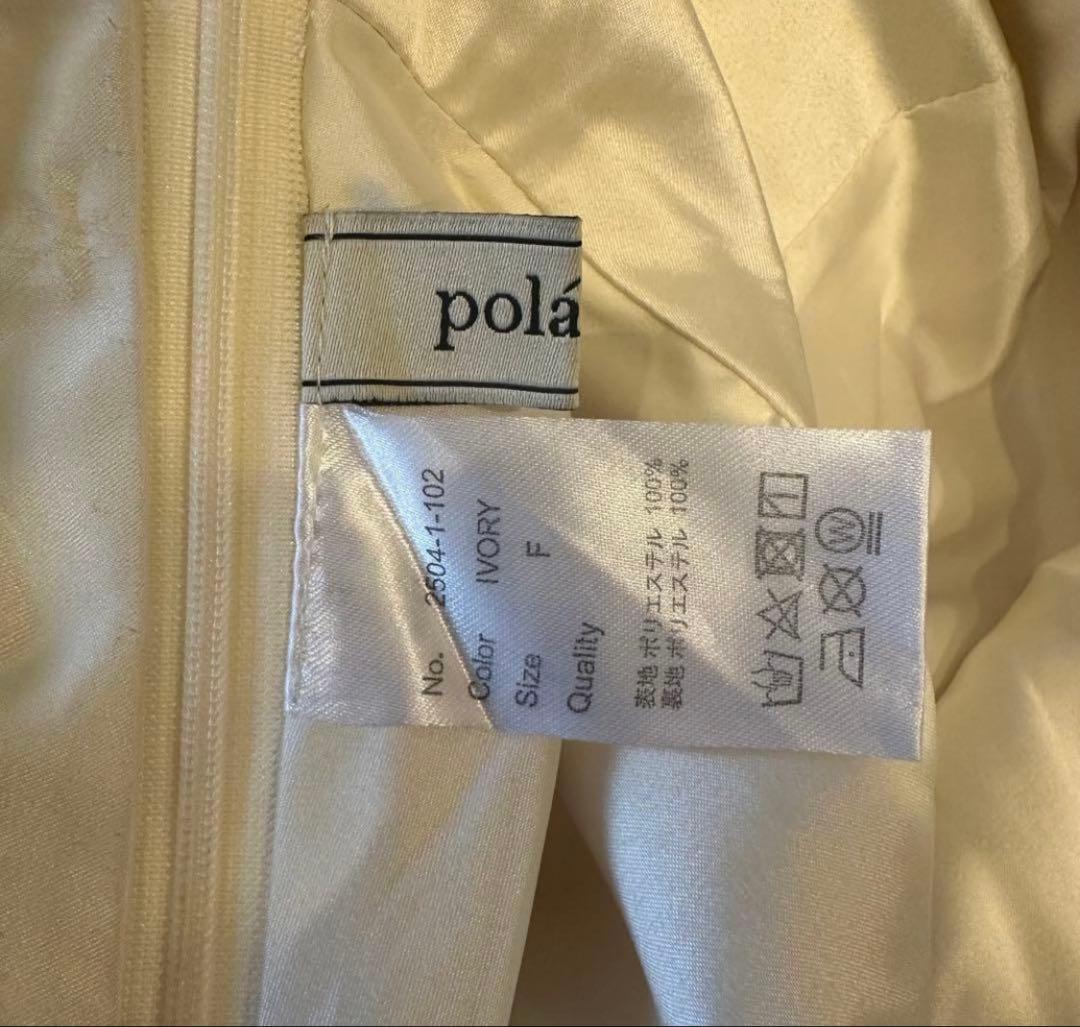 polá
No. 2504-1-102
Color IVORY
Size F
Quality
表地 ポリエステル 100%
裏地 ポリエステル 100%
W